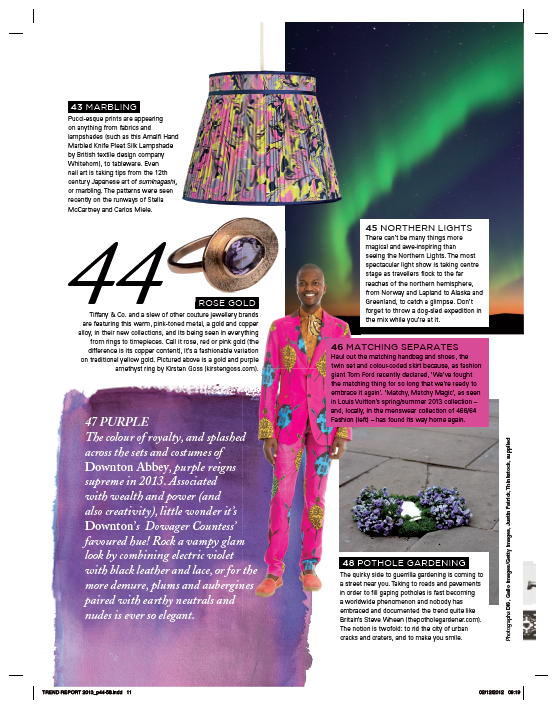 43 MARBLING
Pucci-esque prints are appearing
on anything from fabrics and
lampshades (such as this Amalfi Hand
Marbled Knife Pleat Silk Lampshade
by British textile design company
Whitehorn), to tableware. Even
nail art is taking tips from the 12th
century Japanese art of suminagashi,
or marbling. The patterns were seen
recently on the runways of Stella
McCartney and Carlos Miele.
44
ROSE GOLD
Tiffany & Co. and a slew of other couture jewellery brands
are featuring this warm, pink-toned metal, a gold and copper
alloy, in their new collections, and its being seen in everything
from rings to timepieces. Call it rose, red or pink gold (the
difference is its copper content), it's a fashionable variation
on traditional yellow gold. Pictured above is a gold and purple
amethyst ring by Kirsten Goss (kirstengoss.com).
45 NORTHERN LIGHTS
There can't be many things more
magical and awe-inspiring than
seeing the Northern Lights. The most
spectacular light show is taking centre
stage as travellers flock to the far
reaches of the northern hemisphere,
from Norway and Lapland to Alaska and
Greenland, to catch a glimpse. Don't
forget to throw a dog-sled expedition in
the mix while you're at it.
46 MATCHING SEPARATES
Haul out the matching handbag and shoes, the
twin set and colour-coded skirt because, as fashion
giant Tom Ford recently declared, 'We've fought
the matching thing for so long that we're ready to
embrace it again'. 'Matchy, Matchy Magic', as seen
in Louis Vuitton's spring/summer 2013 collection –
and, locally, in the menswear collection of 466/64
Fashion (left) – has found its way home again.
47 PURPLE
The colour of royalty, and splashed
across the sets and costumes of
Downton Abbey, purple reigns
supreme in 2013. Associated
with wealth and power (and
also creativity), little wonder it's
Downton's Dowager Countess'
favoured hue! Rock a vampy glam
look by combining electric violet
with black leather and lace, or for the
more demure, plums and aubergines
paired with earthy neutrals and
nudes is ever so elegant.
48 POTHOLE GARDENING
The quirky side to guerrilla gardening is coming to
a street near you. Taking to roads and pavements
in order to fill gaping potholes is fast becoming
a worldwide phenomenon and nobody has
embraced and documented the trend quite like
Britain's Steve Wheen (thepotholegardener.com).
The notion is twofold: to rid the city of urban
cracks and craters, and to make you smile.
Photographs Gallo Images/Getty Images, Justin Patrick, Thinkstock, supplied
TREND REPORT 2013_p44-58.indd 11
03/12/2012 09:19